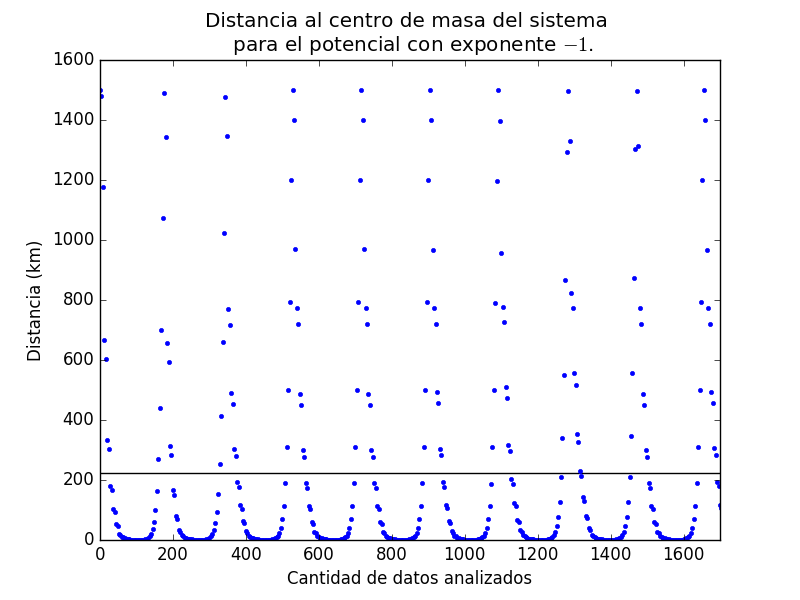 Distancia al centro de masa del sistema
para el potencial con exponente −1.
1600
1400
1200
1000
800
600
400
200
0
Distancia (km)
0 200 400 600 800 1000 1200 1400 1600
Cantidad de datos analizados